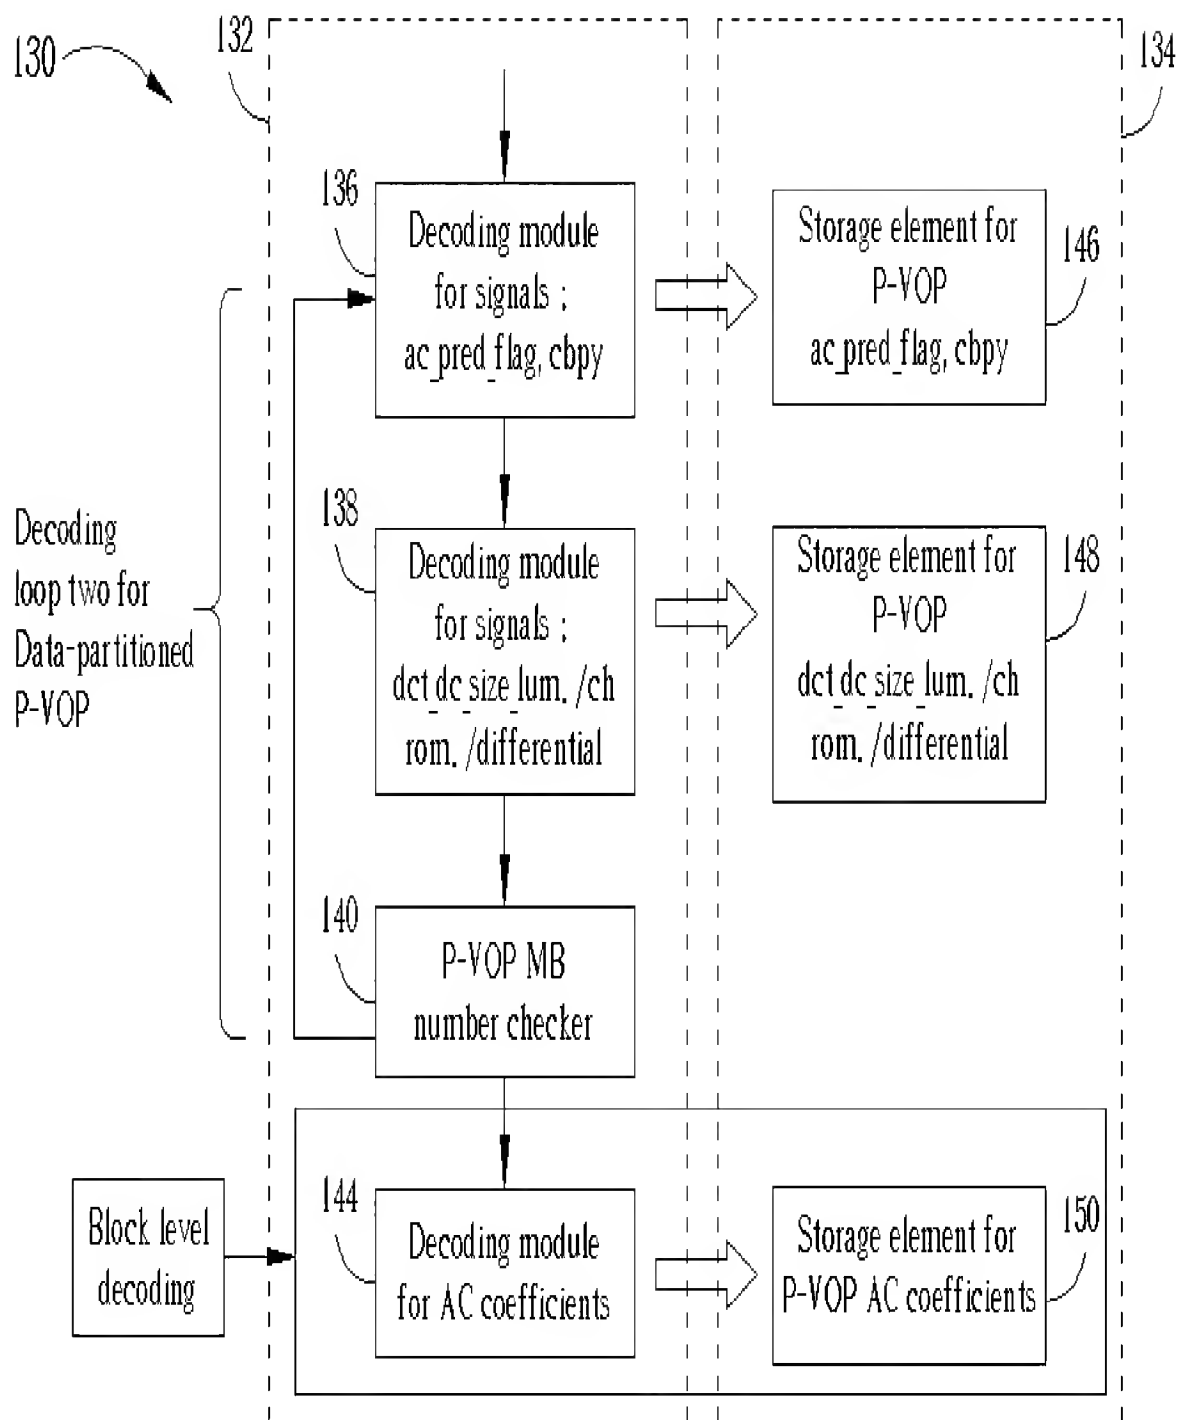 130
132
134
136
Decoding module
for signals :
ac_pred_flag, cbpy
Storage element for
P-VOP
ac_pred_flag, cbpy
146
Decoding
loop two for
Data-partitioned
P-VOP
138
Decoding module
for signals :
dct_dc_size_lum. /ch
rom. /differential
Storage element for
P-VOP
dct_dc_size_lum. /ch
rom. /differential
148
140
P-VOP MB
number checker
Block level
decoding
144
Decoding module
for AC coefficients
Storage element for
P-VOP AC coefficients
150